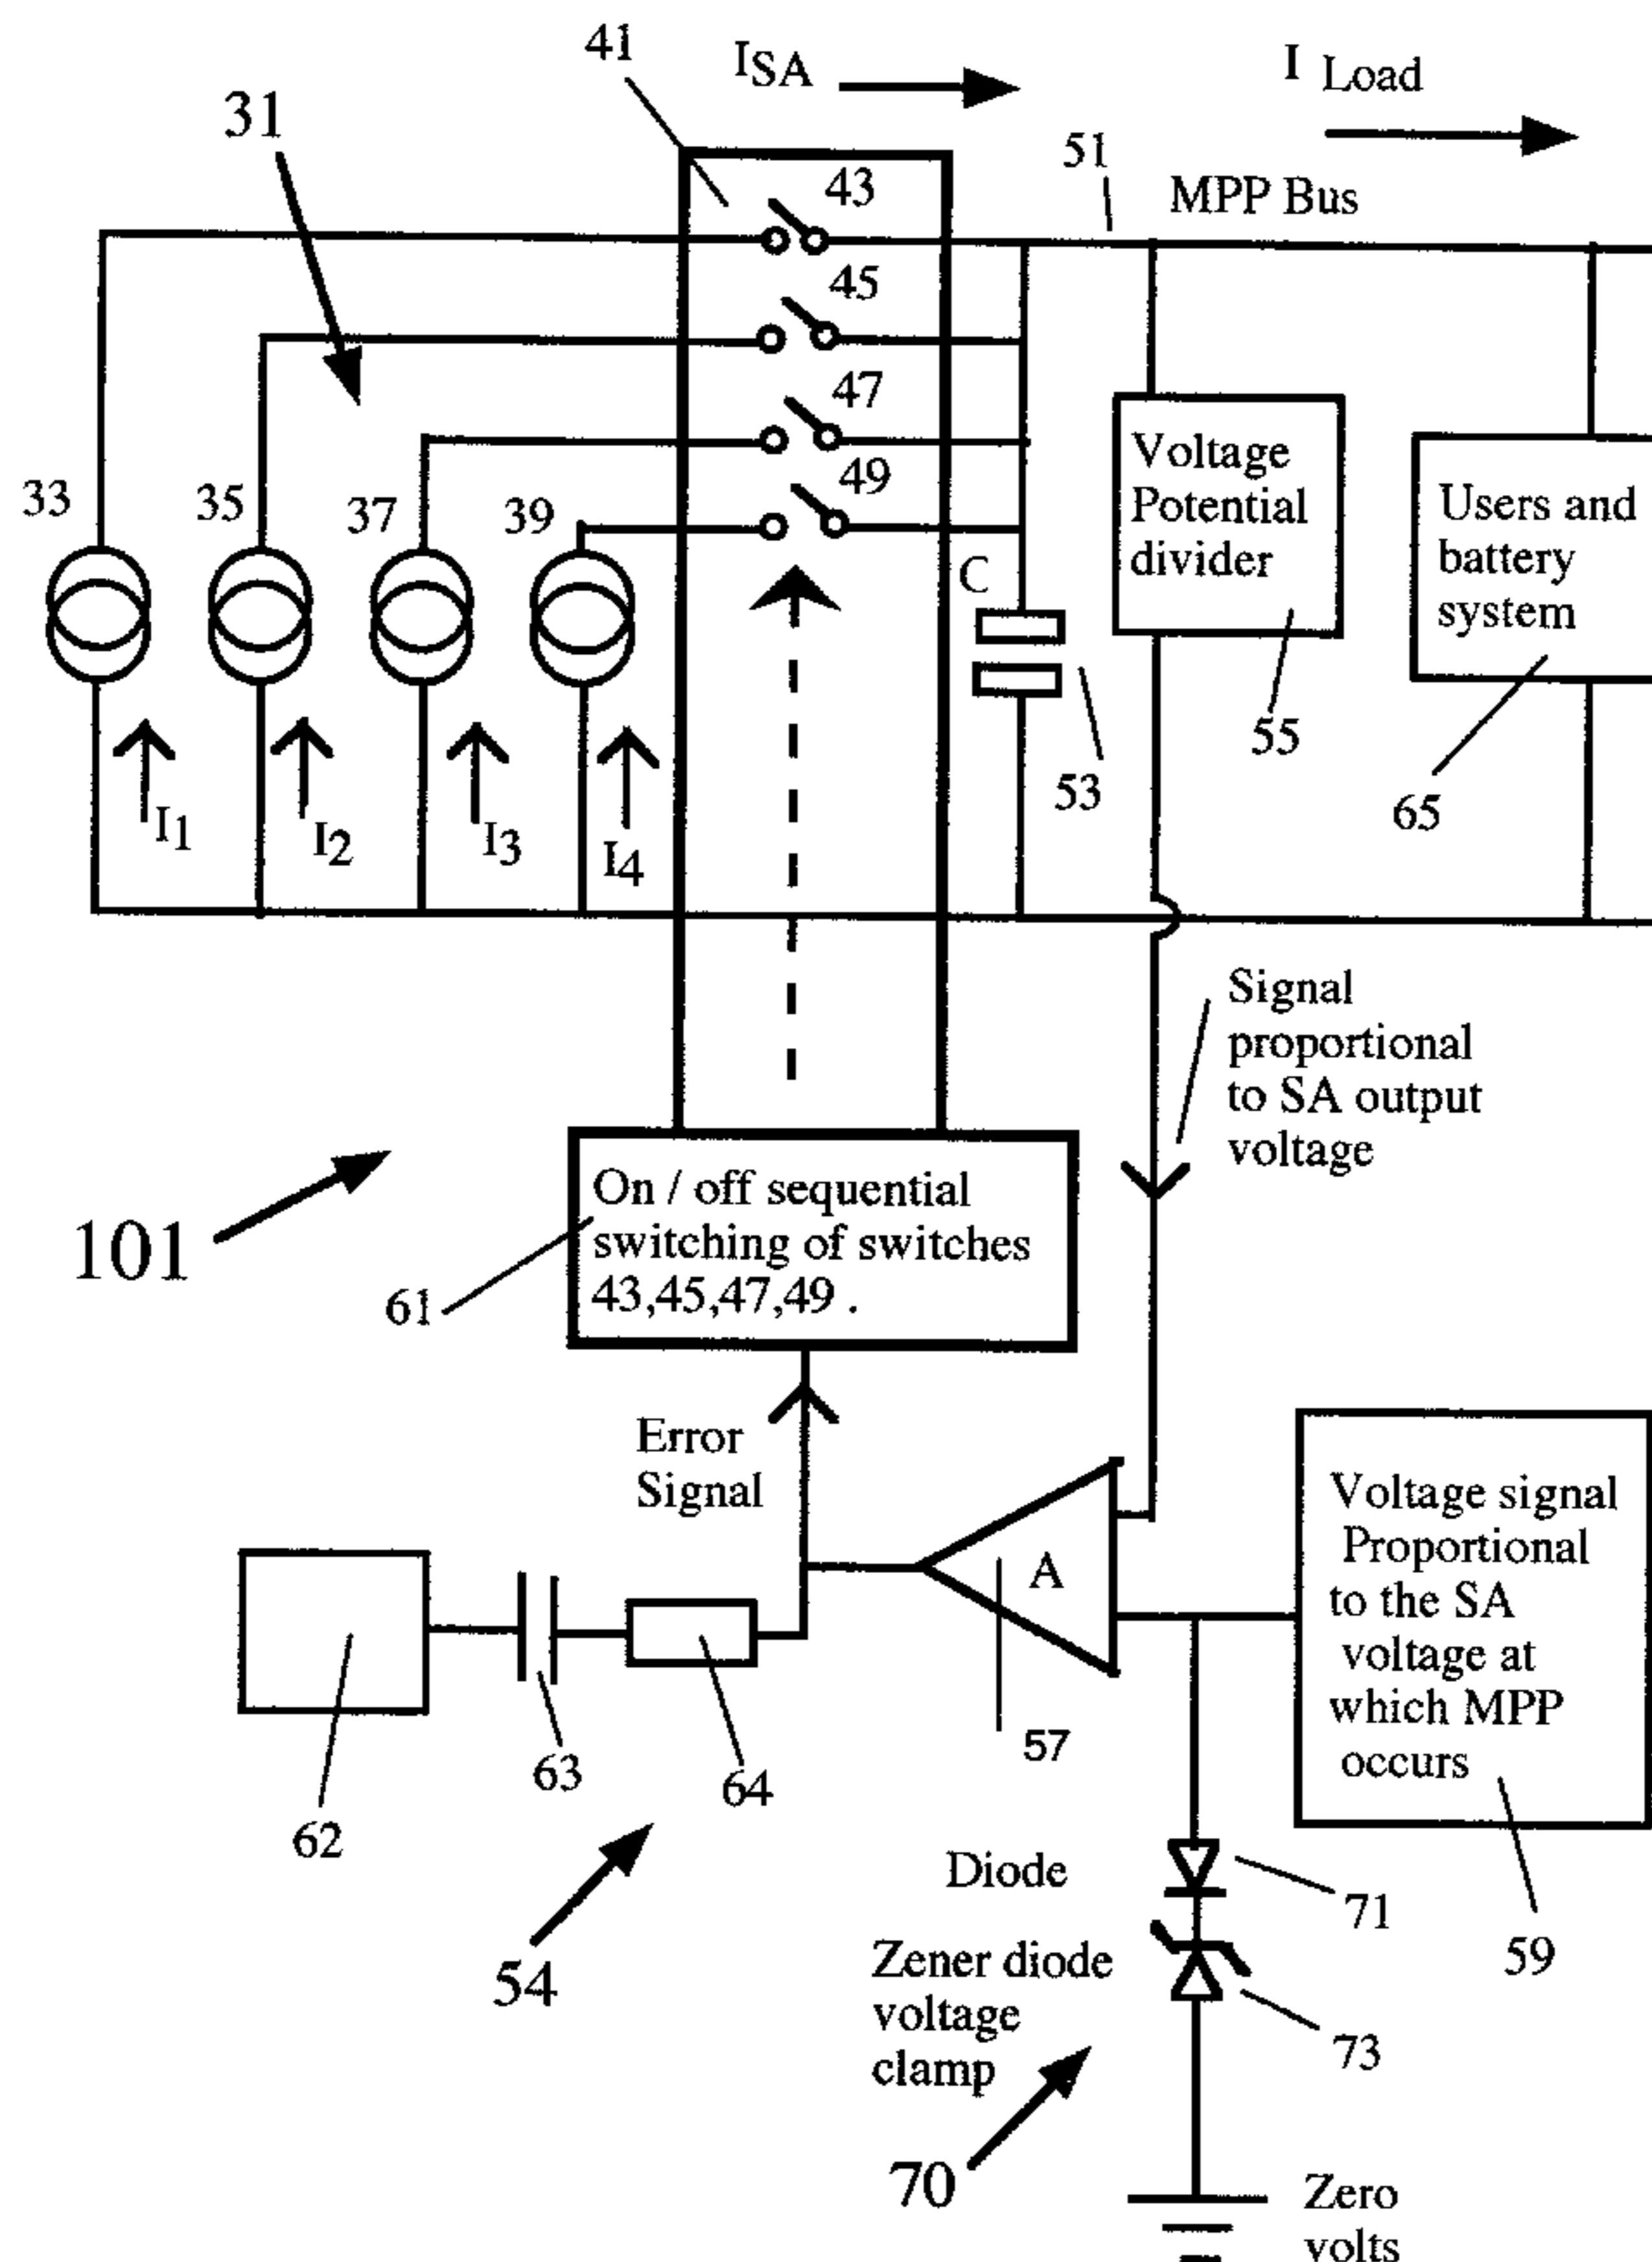 41
ISA
I Load
31
51
MPP Bus
43
45
47
49
33
35
37
39
C
Voltage
Potential
divider
Users and
battery
system
55
53
65
I1
I2
I3
I4
Signal
proportional
to SA output
voltage
101
On / off sequential
switching of switches
43,45,47,49 .
61
Error
Signal
A
57
Voltage signal
Proportional
to the SA
voltage at
which MPP
occurs
62
63
64
54
Diode
71
59
Zener diode
voltage
clamp
73
70
Zero
volts